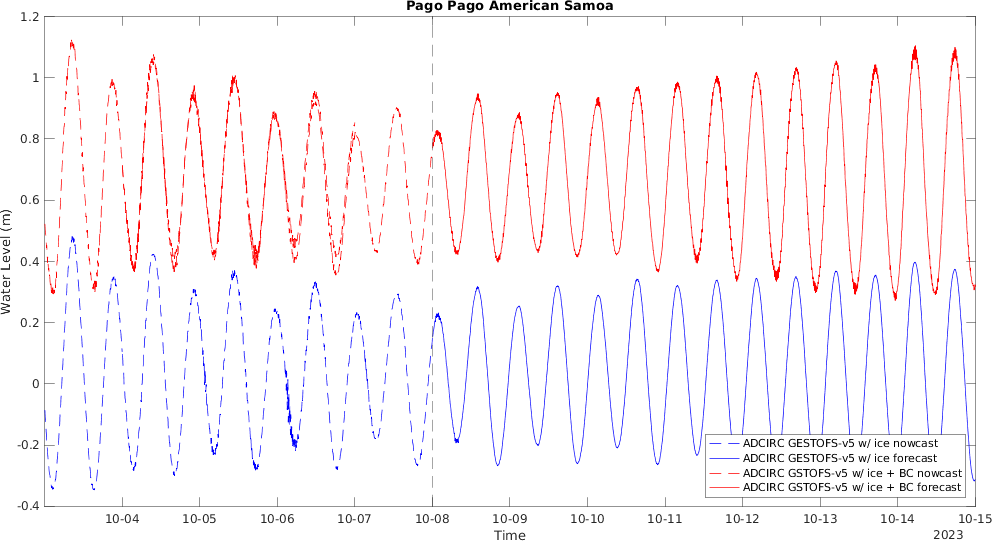 Pago Pago American Samoa
1.2
1
0.8
0.6
0.4
0.2
0
-0.2
-0.4
Water Level (m)
ADCIRC GESTOFS-v5 w/ ice nowcast
ADCIRC GESTOFS-v5 w/ ice forecast
ADCIRC GSTOFS-v5 w/ ice + BC nowcast
ADCIRC GSTOFS-v5 w/ ice + BC forecast
10-04 10-05 10-06 10-07 10-08 10-09 10-10 10-11 10-12 10-13 10-14 10-15
Time
2023